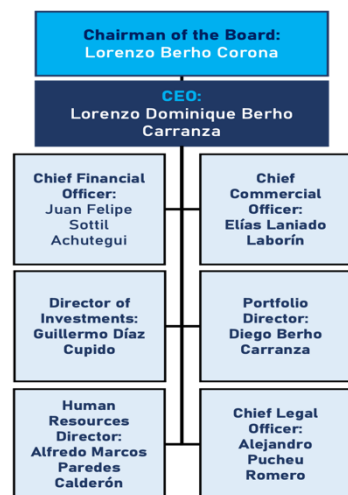 Chairman of the Board:
Lorenzo Berho Corona
CEO:
Lorenzo Dominique Berho
Carranza
Chief Financial
Officer:
Juan Felipe
Sottil
Achutegui
Chief
Commercial
Officer:
Elías Laniado
Laborín
Director of
Investments:
Guillermo Díaz
Cupido
Portfolio
Director:
Diego Berho
Carranza
Human
Resources
Director:
Alfredo Marcos
Paredes
Calderón
Chief Legal
Officer:
Alejandro
Pucheu
Romero